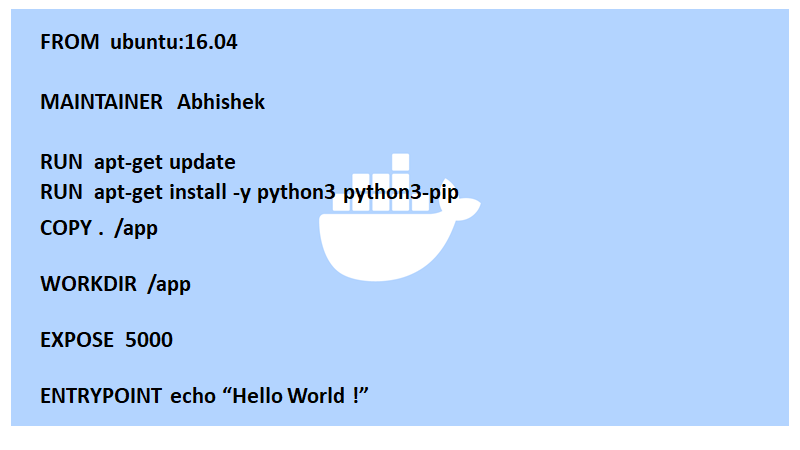 FROM ubuntu:16.04
MAINTAINER Abhishek
RUN apt-get update
RUN apt-get install -y python3 python3-pip
COPY . /app
WORKDIR /app
EXPOSE 5000
ENTRYPOINT echo “Hello World !”